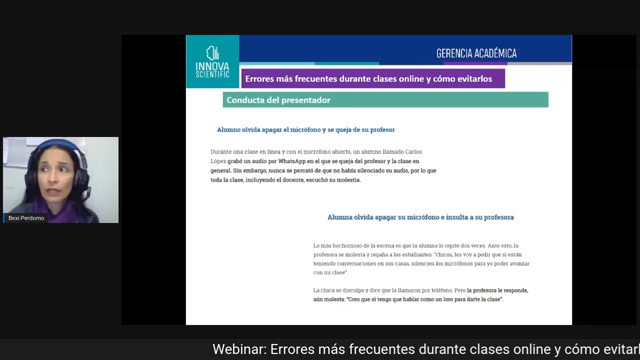 INNOVA
SCIENTIFIC
GERENCIA ACADÉMICA
Errores más frecuentes durante clases online y cómo evitarlos
Conducta del presentador
Alumno olvida apagar el micrófono y se queja de su profesor
Durante una clase en línea y con el micrófono abierto, un alumno llamado Carlos
López grabó un audio por WhatsApp en el que se queja del profesor y la clase en
general. Sin embargo, nunca se percató de que no había silenciado su audio, por lo que
toda la clase, incluyendo el docente, escuchó su molestia.
Alumna olvida apagar su micrófono e insulta a su profesora
Lo más bochornoso de la escena es que la alumna lo repite dos veces. Ante esto, la
profesora se molesta y regaña a los estudiantes: "chicos, les voy a pedir que si están
teniendo conversaciones en sus casas, silencien los micrófonos para yo poder avanzar
con mi clase".
La chica se disculpa y dice que la llamaron por teléfono. Pero la profesora le responde,
aún molesta: "Creo que sí tengo que hablar como un loro para darte la clase".
Bexi Perdomo
Webinar: Errores más frecuentes durante clases online y cómo evitarl